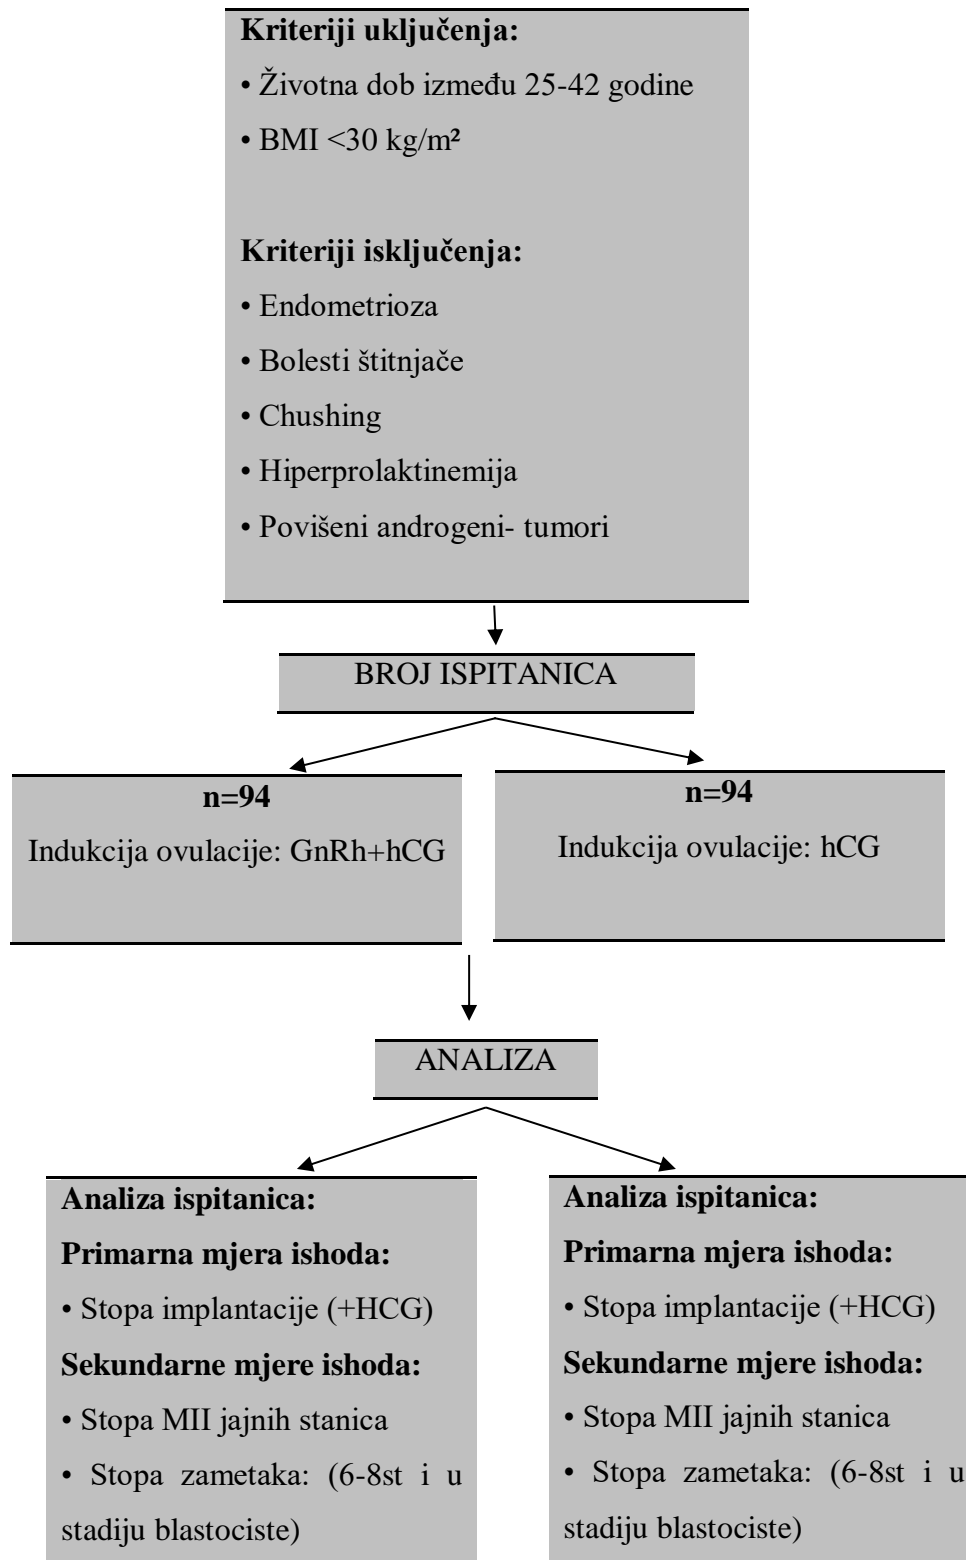 Kriteriji uključenja:
• Životna dob između 25-42 godine
• BMI <30 kg/m²
Kriteriji isključenja:
• Endometrioza
• Bolesti štitnjače
• Chushing
• Hiperprolaktinemija
• Povišeni androgeni- tumori
BROJ ISPITANICA
n=94
Indukcija ovulacije: GnRh+hCG
n=94
Indukcija ovulacije: hCG
ANALIZA
Analiza ispitanica:
Primarna mjera ishoda:
• Stopa implantacije (+HCG)
Sekundarne mjere ishoda:
• Stopa MII jajnih stanica
• Stopa zametaka: (6-8st i u
stadiju blastociste)
Analiza ispitanica:
Primarna mjera ishoda:
• Stopa implantacije (+HCG)
Sekundarne mjere ishoda:
• Stopa MII jajnih stanica
• Stopa zametaka: (6-8st i u
stadiju blastociste)